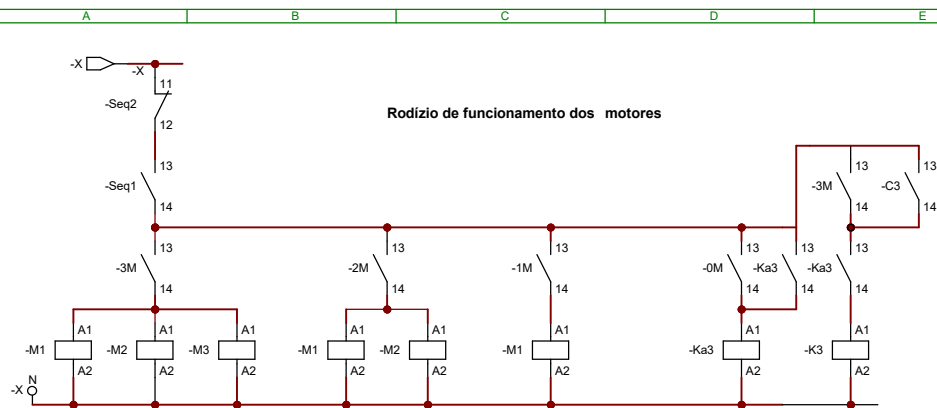 A B C D E
-X -X
11
-Seq2
12
Rodízio de funcionamento dos motores
13
-Seq1
14
13 13
-3M -C3
14 14
13 13 13 13 13 13
-3M -2M -1M -0M -Ka3 -Ka3
14 14 14 14 14 14
A1 A1 A1 A1 A1 A1 A1 A1
-M1 -M2 -M3 -M1 -M2 -M1 -Ka3 -K3
A2 A2 A2 A2 A2 A2 A2 A2
N
-X